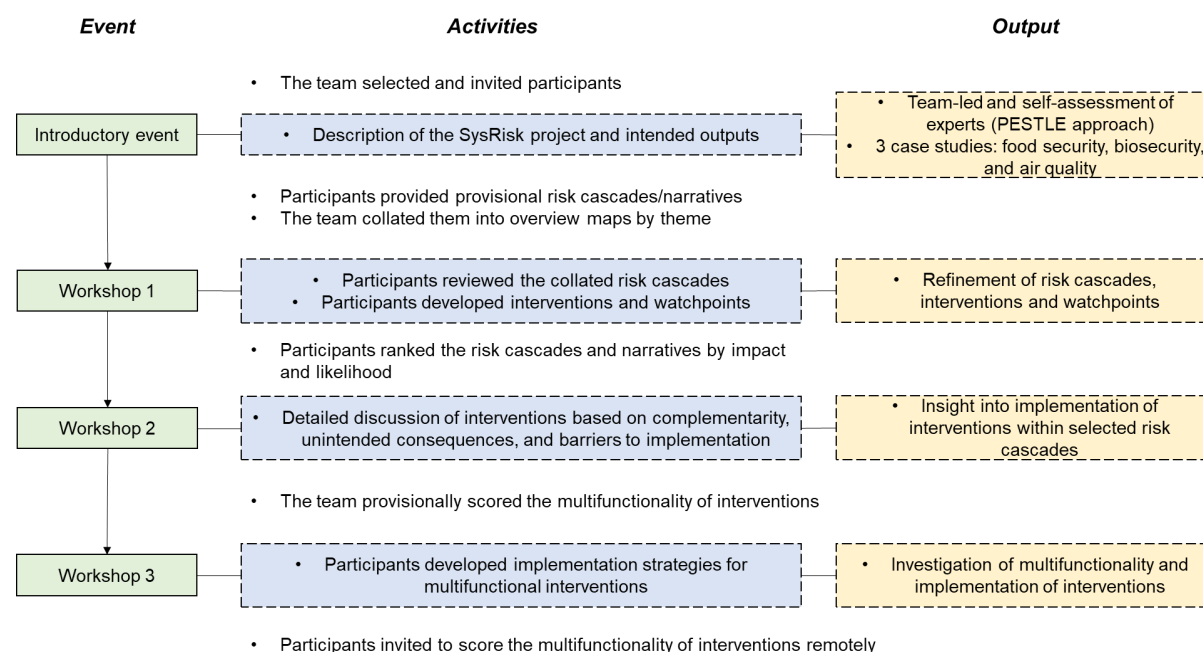 Event
Activities
Output
• The team selected and invited participants
Introductory event
• Description of the SysRisk project and intended outputs
• Team-led and self-assessment of
experts (PESTLE approach)
• 3 case studies: food security, biosecurity,
and air quality
• Participants provided provisional risk cascades/narratives
• The team collated them into overview maps by theme
Workshop 1
• Participants reviewed the collated risk cascades
• Participants developed interventions and watchpoints
• Refinement of risk cascades,
interventions and watchpoints
• Participants ranked the risk cascades and narratives by impact
and likelihood
Workshop 2
• Detailed discussion of interventions based on complementarity,
unintended consequences, and barriers to implementation
• Insight into implementation of
interventions within selected risk
cascades
• The team provisionally scored the multifunctionality of interventions
Workshop 3
• Participants developed implementation strategies for
multifunctional interventions
• Investigation of multifunctionality and
implementation of interventions
• Participants invited to score the multifunctionality of interventions remotely